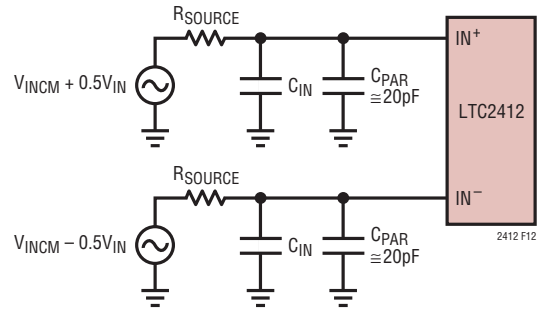 RSOURCE
IN+
VINCM + 0.5VIN
CIN
CPAR
≅20pF
LTC2412
RSOURCE
IN−
VINCM – 0.5VIN
CIN
CPAR
≅20pF
2412 F12